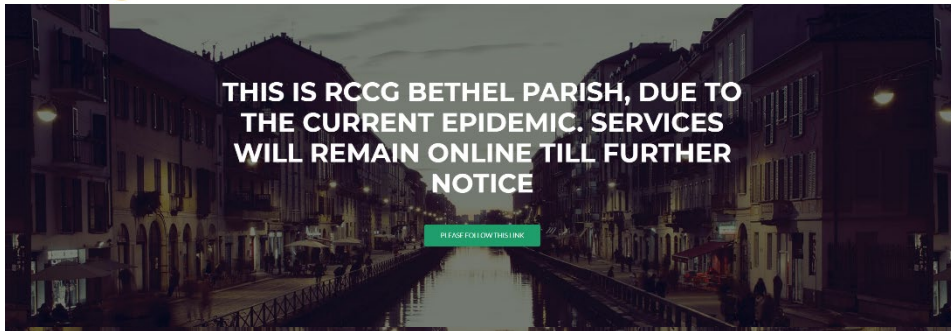 THIS IS RCCG BETHEL PARISH, DUE TO
THE CURRENT EPIDEMIC. SERVICES
WILL REMAIN ONLINE TILL FURTHER
NOTICE
PLEASE FOLLOW THIS LINK